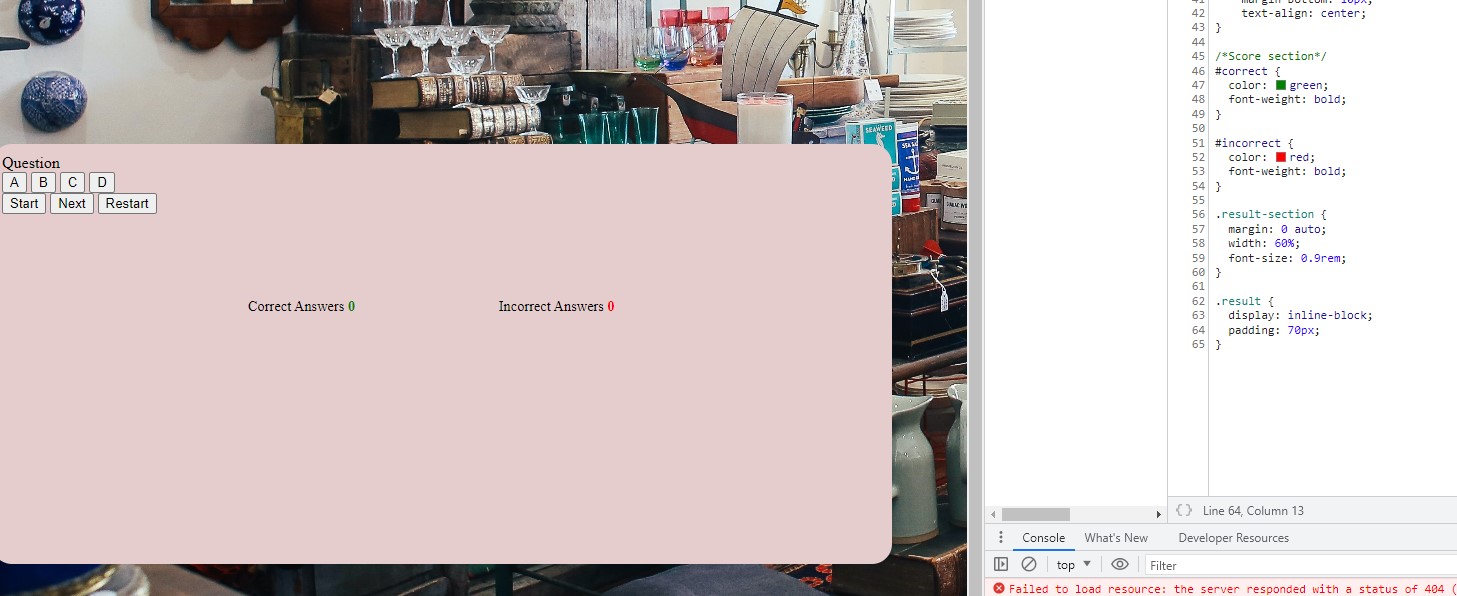 SEAWEED
Question
A B C D
Start Next Restart
Correct Answers 0
Incorrect Answers 0
41 margin-bottom: 10px;
42 text-align: center;
43 }
44
45 /*Score section*/
46 #correct {
47 color: green;
48 font-weight: bold;
49 }
50
51 #incorrect {
52 color: red;
53 font-weight: bold;
54 }
55
56 .result-section {
57 margin: 0 auto;
58 width: 60%;
59 font-size: 0.9rem;
60 }
61
62 .result {
63 display: inline-block;
64 padding: 70px;
65 }
{} Line 64, Column 13
Console What's New Developer Resources
top Filter
Failed to load resource: the server responded with a status of 404 (